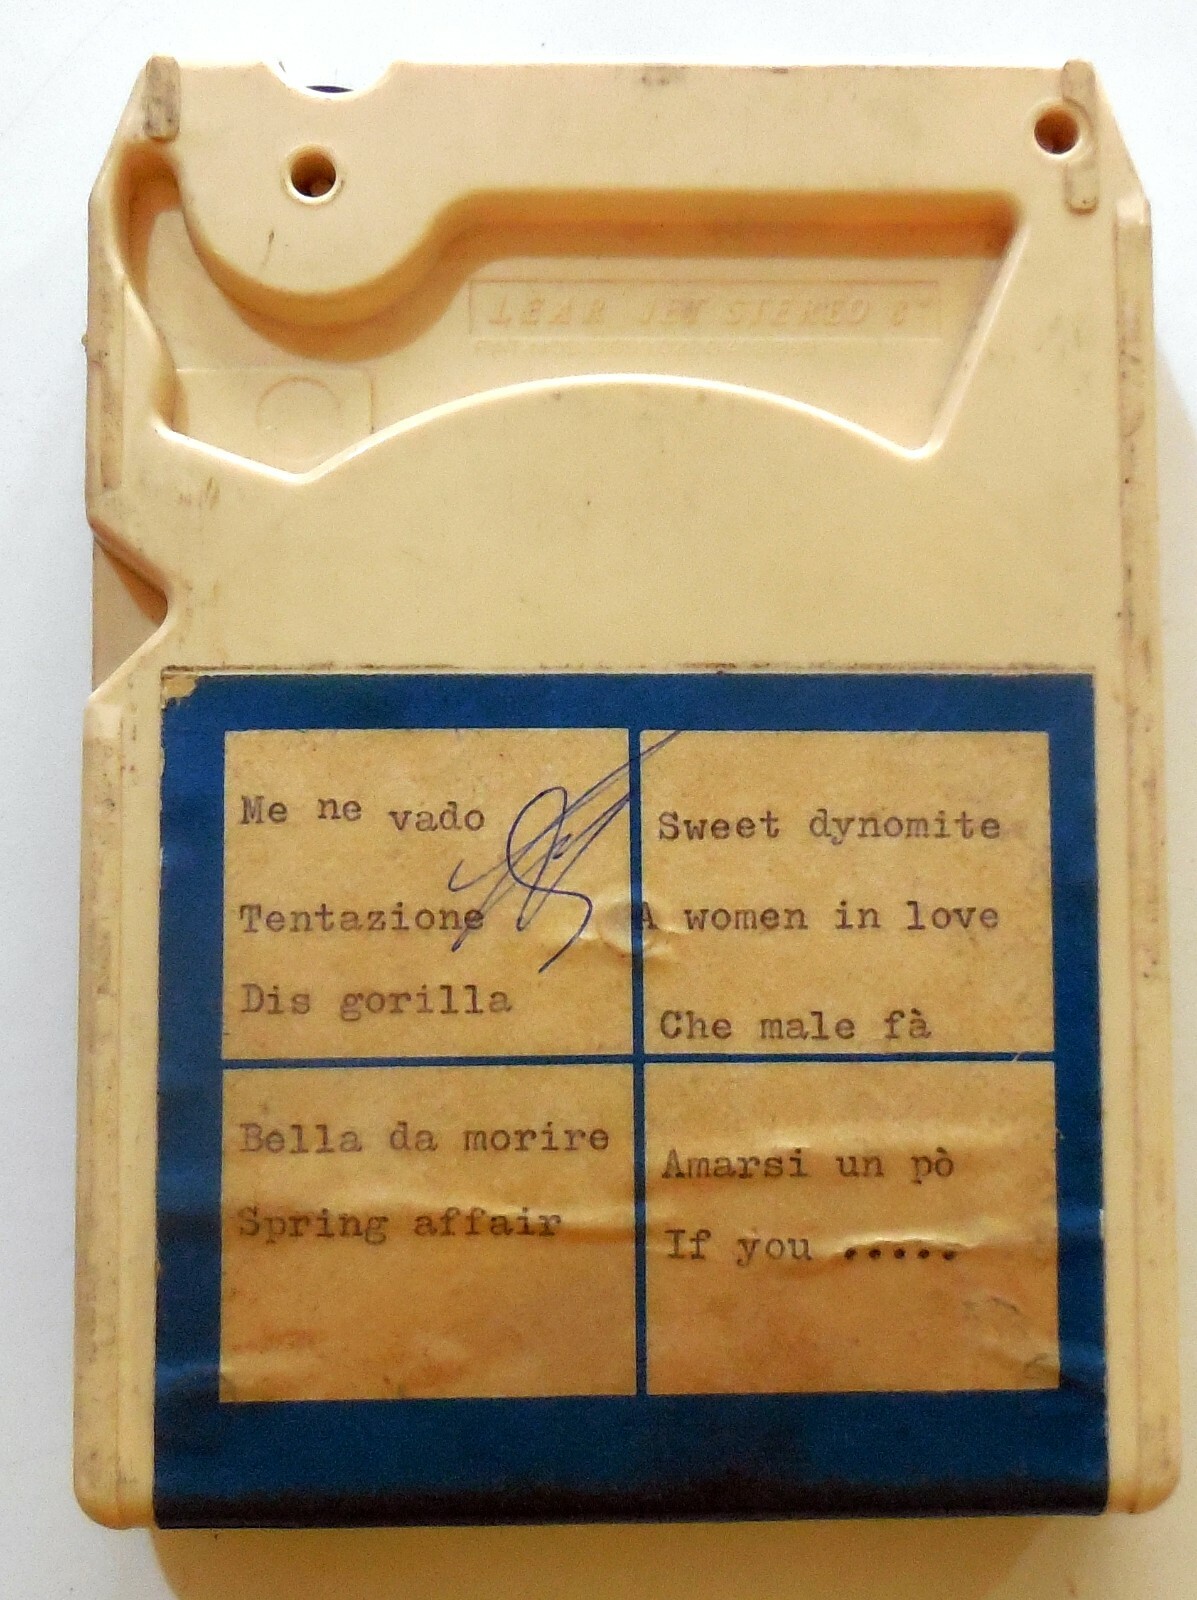 LEAR JET STEREO 8
Me ne vado
Tentazione
Dis gorilla
Sweet dynomite
A women in love
Che male fà
Bella da morire
Spring affair
Amarsi un pò
If you .....